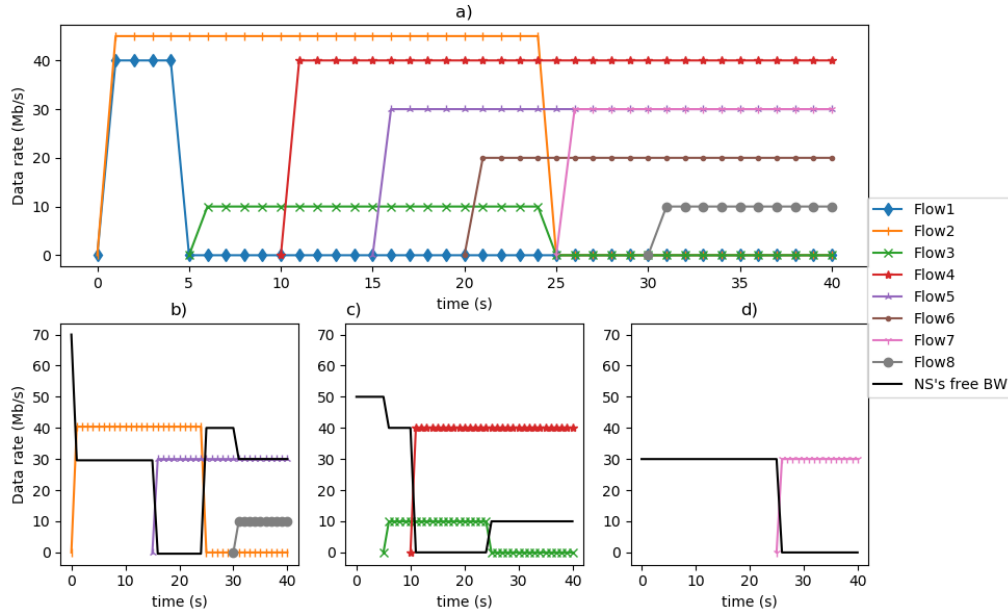 a)
Data rate (Mb/s)
40
30
20
10
0
0 5 10 15 20 25 30 35 40
time (s)
Flow1
Flow2
Flow3
Flow4
Flow5
Flow6
Flow7
Flow8
NS's free BW
b)
Data rate (Mb/s)
70
60
50
40
30
20
10
0
0 10 20 30 40
time (s)
c)
70
60
50
40
30
20
10
0
0 10 20 30 40
time (s)
d)
70
60
50
40
30
20
10
0
0 10 20 30 40
time (s)